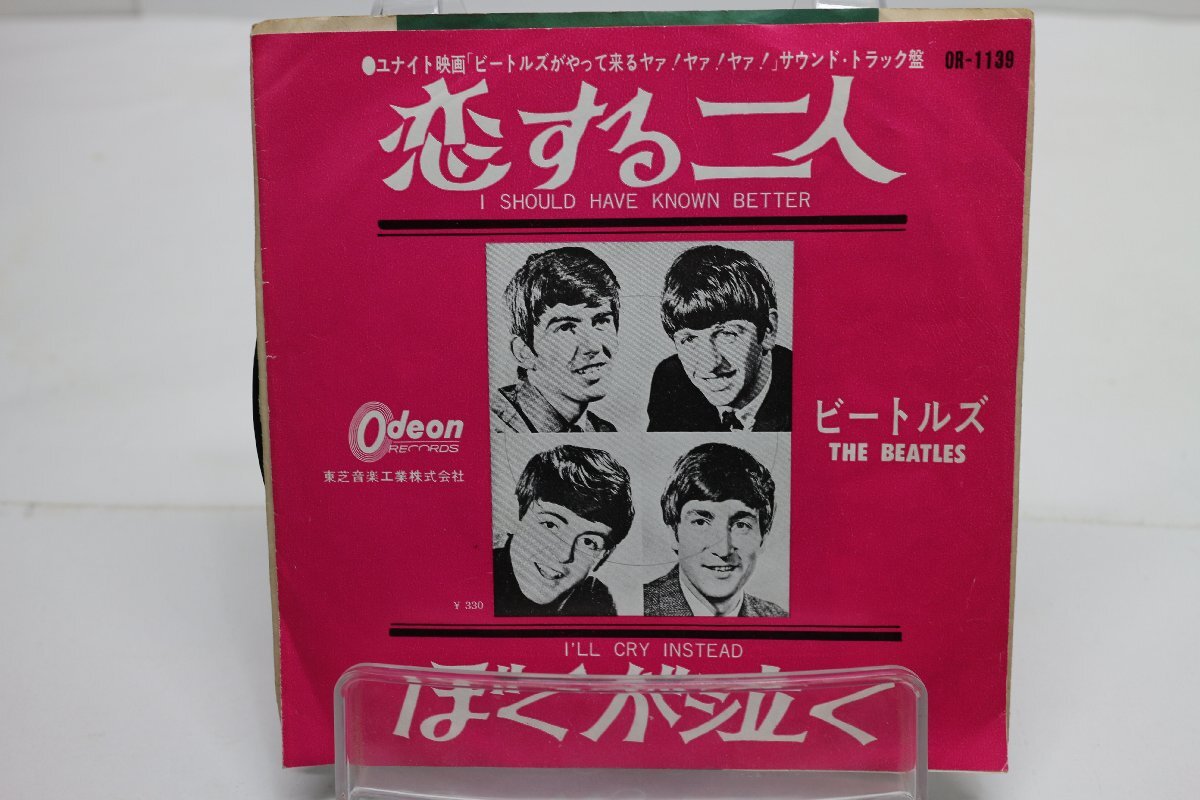 ●ユナイト映画「ビートルズがやって来るヤァ!ヤァ!ヤァ!」サウンド・トラック盤 OR-1139
恋する二人
I SHOULD HAVE KNOWN BETTER
Odeon
RECORDS
東芝音楽工業株式会社
ビートルズ
THE BEATLES
¥ 330
I'LL CRY INSTEAD
ぼくが泣く